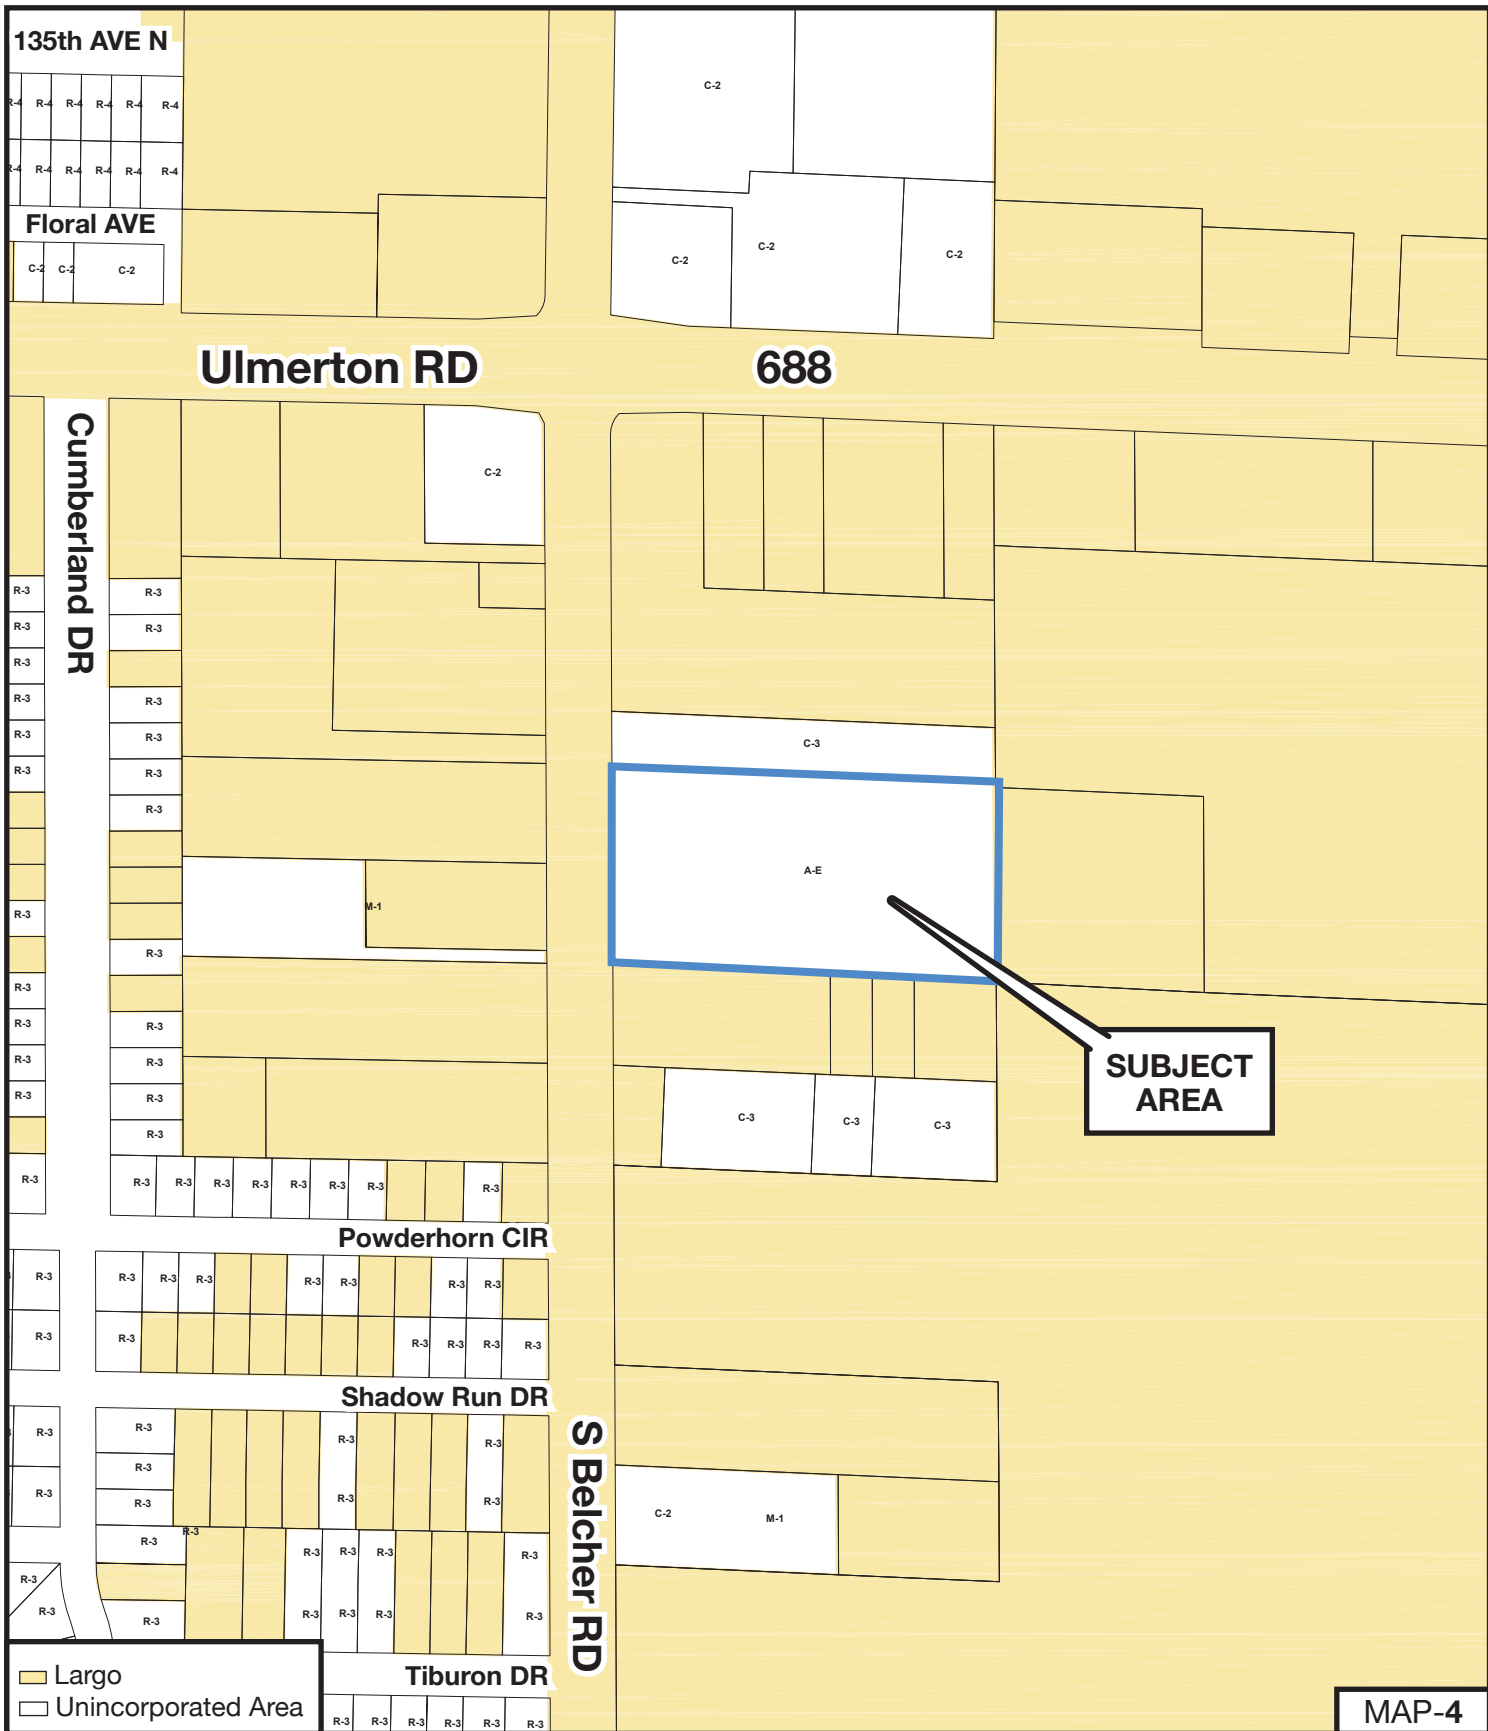 135th AVE N
C-2
R-4 R-4 R-4 R-4 R-4 R-4
R-4 R-4 R-4 R-4 R-4 R-4
Floral AVE
C-2 C-2 C-2
C-2 C-2 C-2
Ulmerton RD 688
Cumberland DR
C-2
R-3 R-3
R-3 R-3
R-3
R-3 R-3
R-3 R-3
R-3 R-3
R-3
C-3
A-E
M-1
R-3
R-3
R-3
R-3 R-3
R-3 R-3
R-3 R-3
R-3
SUBJECT
AREA
C-3 C-3 C-3
R-3 R-3 R-3 R-3 R-3 R-3 R-3 R-3 R-3
Powderhorn CIR
R-3 R-3 R-3 R-3 R-3 R-3 R-3 R-3
R-3 R-3 R-3 R-3 R-3 R-3
Shadow Run DR
S Belcher RD
R-3 R-3 R-3 R-3
R-3
R-3 R-3 R-3 R-3
C-2 M-1
R-3
R-3 R-3 R-3 R-3 R-3
R-3
R-3 R-3 R-3 R-3 R-3 R-3
Largo
Unincorporated Area
Tiburon DR
R-3 R-3 R-3 R-3 R-3 R-3
MAP-4